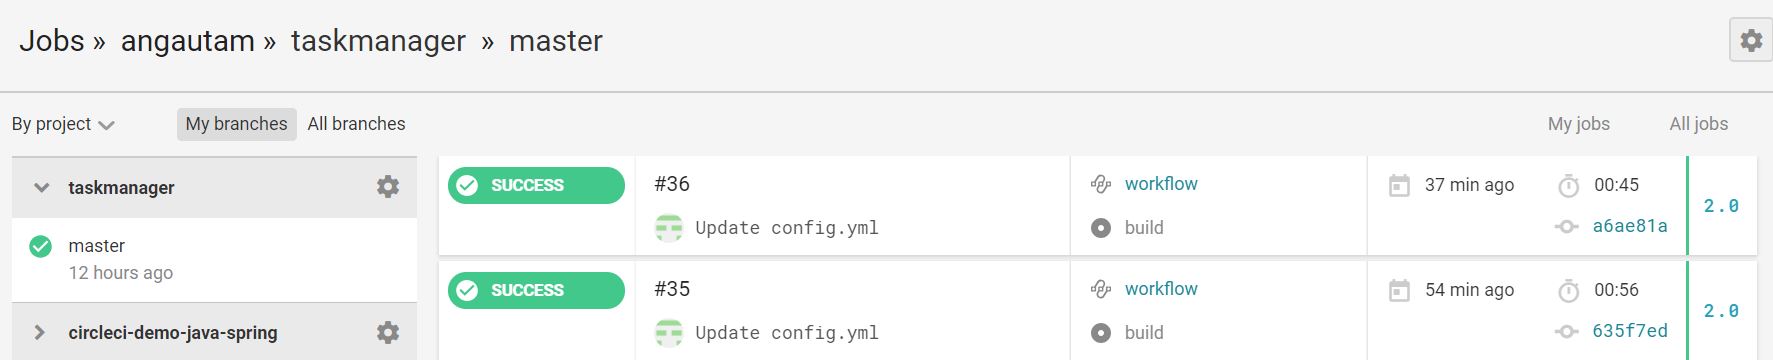 Jobs » angautam » taskmanager » master
By project My branches All branches My jobs All jobs
taskmanager
master
12 hours ago
circleci-demo-java-spring
SUCCESS #36 workflow 37 min ago 00:45 2.0
Update config.yml build a6ae81a
SUCCESS #35 workflow 54 min ago 00:56 2.0
Update config.yml build 635f7ed